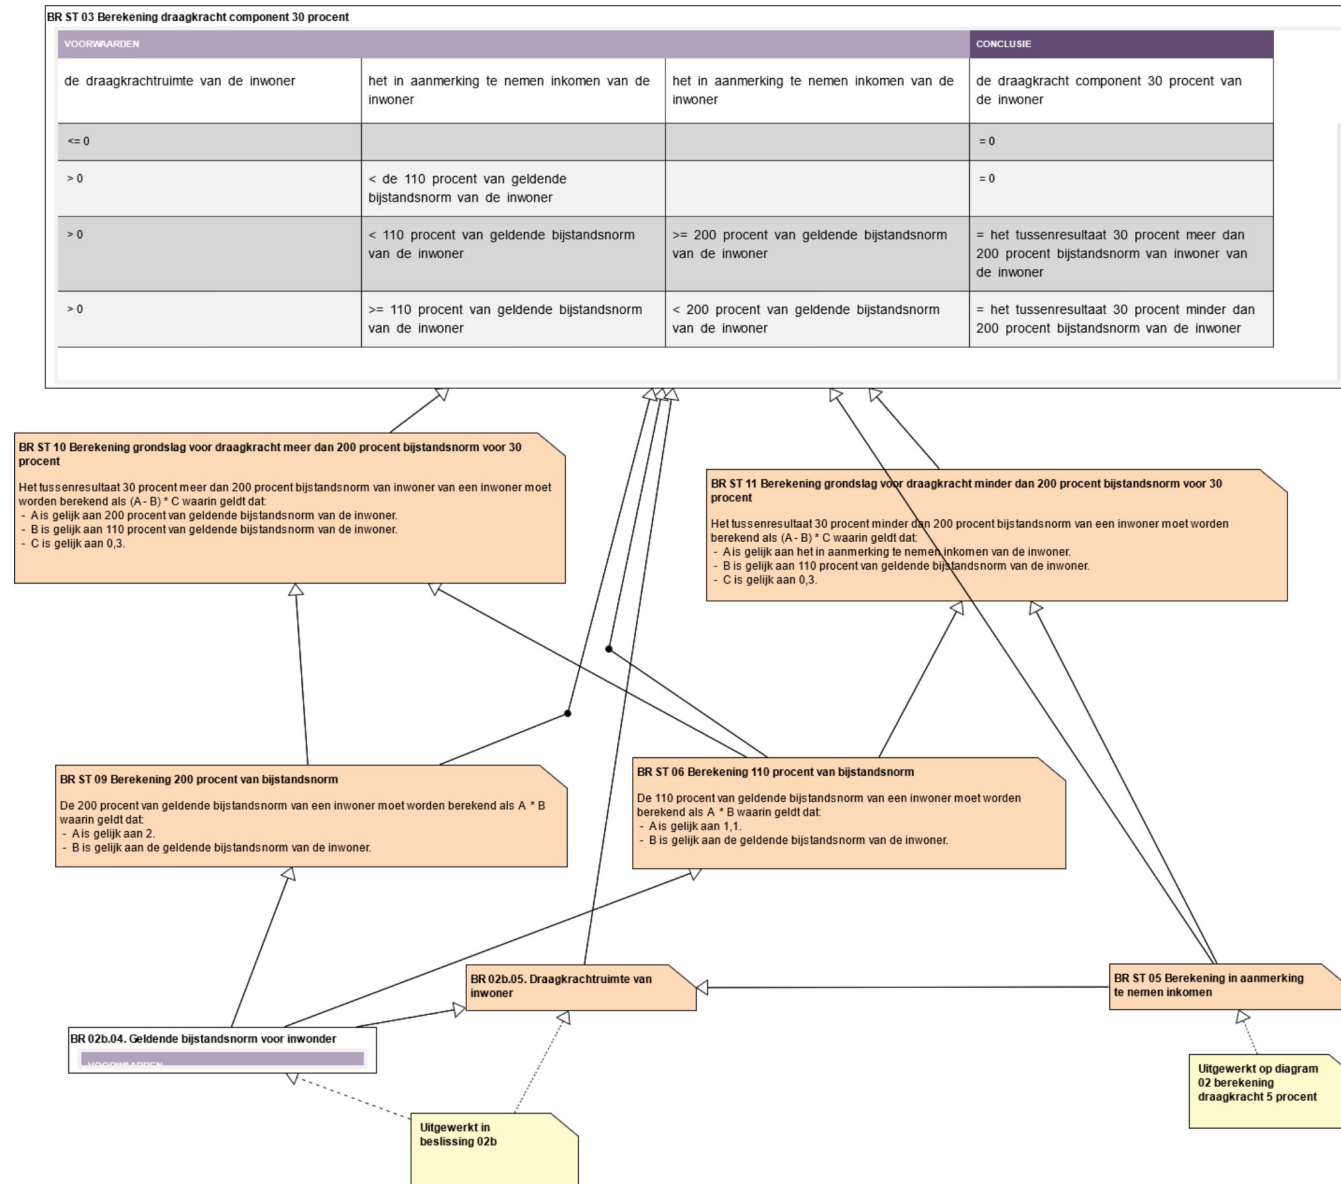 BR ST 03 Berekening draagkracht component 30 procent
VOORWAARDEN
CONCLUSIE
de draagkrachtruimte van de inwoner
het in aanmerking te nemen inkomen van de
inwoner
het in aanmerking te nemen inkomen van de
inwoner
de draagkracht component 30 procent van
de inwoner
<= 0
= 0
> 0
< de 110 procent van geldende
bijstandsnorm van de inwoner
= 0
> 0
< 110 procent van geldende bijstandsnorm
van de inwoner
>= 200 procent van geldende bijstandsnorm
van de inwoner
= het tussenresultaat 30 procent meer dan
200 procent bijstandsnorm van inwoner van
de inwoner
> 0
>= 110 procent van geldende bijstandsnorm
van de inwoner
< 200 procent van geldende bijstandsnorm
van de inwoner
= het tussenresultaat 30 procent minder dan
200 procent bijstandsnorm van de inwoner
BR ST 10 Berekening grondslag voor draagkracht meer dan 200 procent bijstandsnorm voor 30
procent
Het tussenresultaat 30 procent meer dan 200 procent bijstandsnorm van inwoner van een inwoner moet
worden berekend als (A - B) * C waarin geldt dat:
- A is gelijk aan 200 procent van geldende bijstandsnorm van de inwoner.
- B is gelijk aan 110 procent van geldende bijstandsnorm van de inwoner.
- C is gelijk aan 0,3.
BR ST 11 Berekening grondslag voor draagkracht minder dan 200 procent bijstandsnorm voor 30
procent
Het tussenresultaat 30 procent minder dan 200 procent bijstandsnorm van een inwoner moet worden
berekend als (A - B) * C waarin geldt dat:
- A is gelijk aan het in aanmerking te nemen inkomen van de inwoner.
- B is gelijk aan 110 procent van geldende bijstandsnorm van de inwoner.
- C is gelijk aan 0,3.
BR ST 09 Berekening 200 procent van bijstandsnorm
De 200 procent van geldende bijstandsnorm van een inwoner moet worden berekend als A * B
waarin geldt dat:
- A is gelijk aan 2.
- B is gelijk aan de geldende bijstandsnorm van de inwoner.
BR ST 06 Berekening 110 procent van bijstandsnorm
De 110 procent van geldende bijstandsnorm van een inwoner moet worden
berekend als A * B waarin geldt dat:
- A is gelijk aan 1,1.
- B is gelijk aan de geldende bijstandsnorm van de inwoner.
BR 02b.05. Draagkrachtruimte van
inwoner
BR ST 05 Berekening in aanmerking
te nemen inkomen
BR 02b.04. Geldende bijstandsnorm voor inwonder
VOORWAARDEN
Uitgewerkt op diagram
02 berekening
draagkracht 5 procent
Uitgewerkt in
beslissing 02b